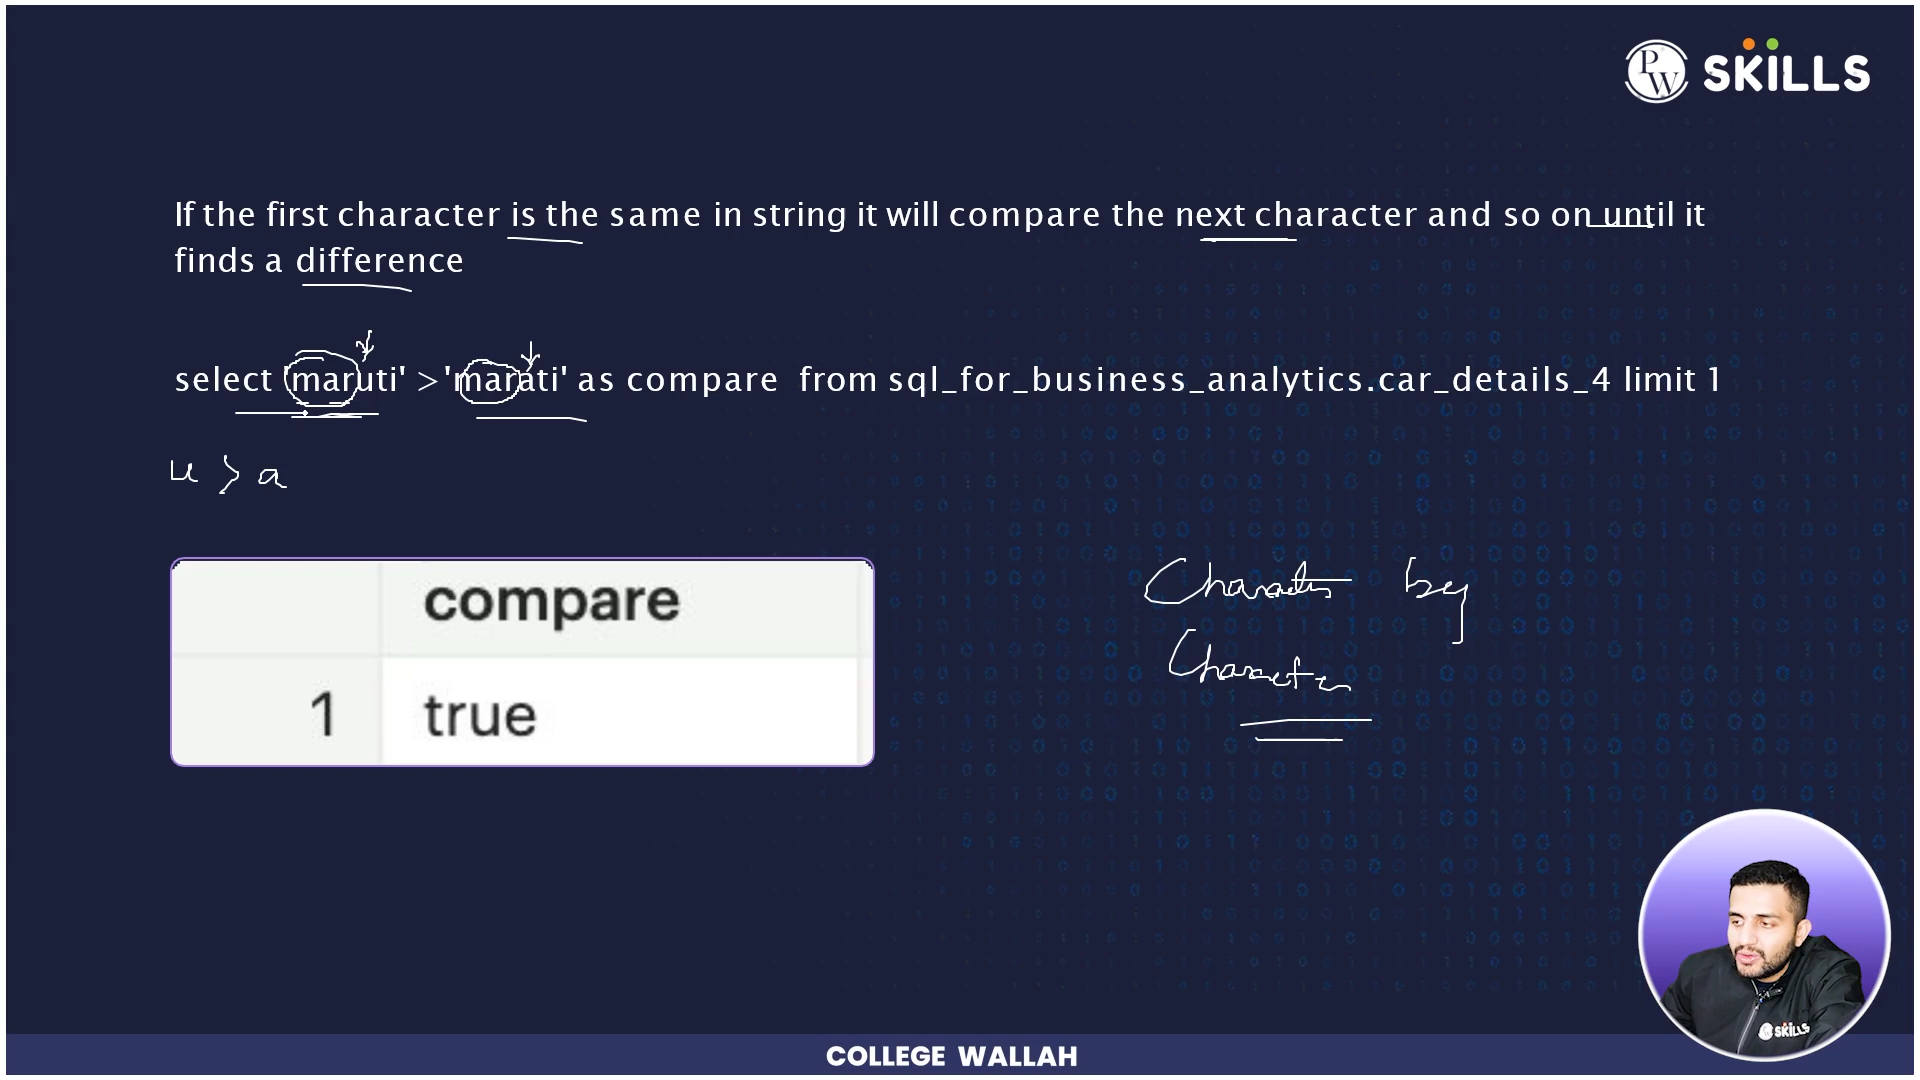 PW SKILLS
If the first character is the same in string it will compare the next character and so on until it
finds a difference
select 'maruti' >'marati' as compare from sql_for_business_analytics.car_details_4 limit 1
u > a
compare
1 true
Character by
Character
SKILLS
COLLEGE WALLAH